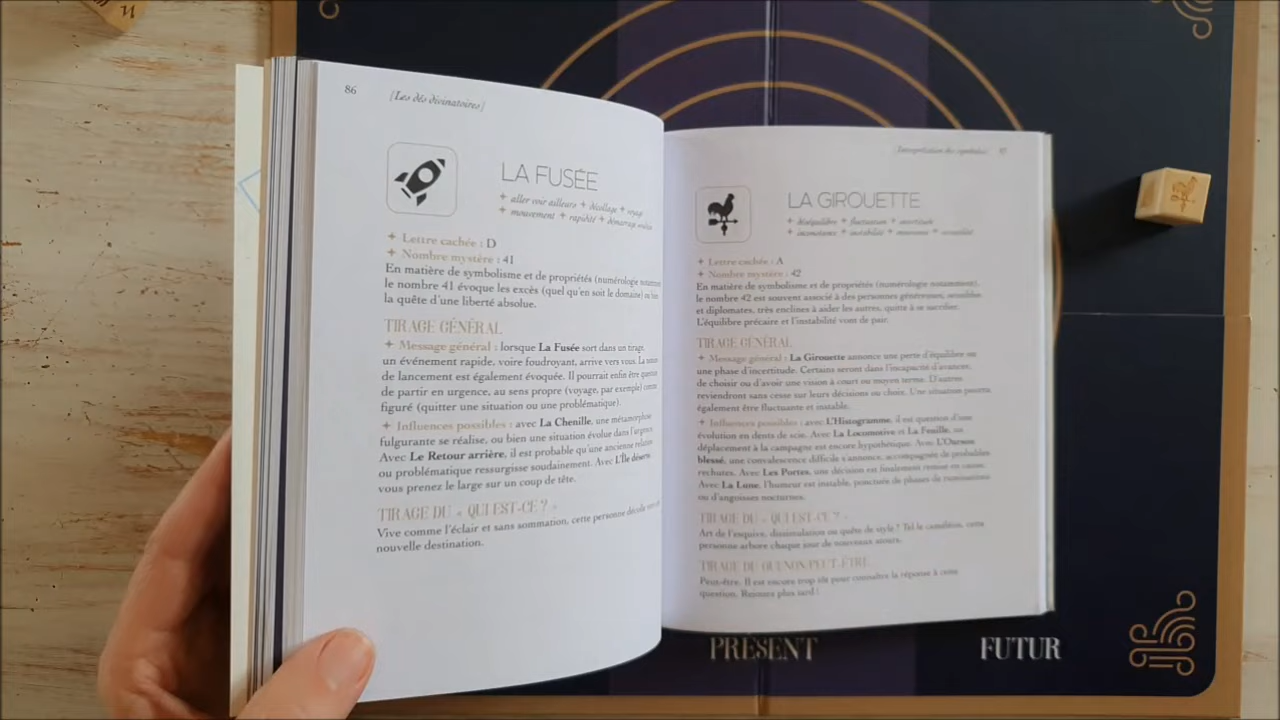 86
[Les dés divinatoires]
LA FUSÉE
+ aller voir ailleurs + décollage +
+ mouvement + rapidité + démarrage
+ Lettre cachée : D
+ Nombre mystère : 41
En matière de symbolisme et de propriétés (numérologie
le nombre 41 évoque les excès (quel qu'en soit le domaine) ou
la quête d'une liberté absolue.
TIRAGE GÉNÉRAL
+ Message général : lorsque La Fusée sort dans un tirage,
un événement rapide, voire foudroyant, arrive vers vous. La
de lancement est également évoquée. Il pourrait enfin être question
de partir en urgence, au sens propre (voyage, par exemple) comme
figuré (quitter une situation ou une problématique).
+ Influences possibles : avec La Chenille, une métamorphose
fulgurante se réalise, ou bien une situation évolue dans l'urgence.
Avec Le Retour arrière, il est probable qu'une ancienne relation
ou problématique ressurgisse soudainement. Avec L'Île déserte,
vous prenez le large sur un coup de tête.
TIRAGE DU « QUI EST-CE ? »
Vive comme l'éclair et sans sommation, cette personne décolle
nouvelle destination.
Interprétation des symboles
LA GIROUETTE
+ déséquilibre + fluctuation + incertitude
+ inconstance + instabilité + mouvement +
+ Lettre cachée : A
+ Nombre mystère : 42
En matière de symbolisme et de propriétés (numérologie notamment),
le nombre 42 est souvent associé à des personnes généreuses, sensibles
et diplomates, très enclines à aider les autres, quitte à se sacrifier.
L'équilibre précaire et l'instabilité vont de pair.
TIRAGE GÉNÉRAL
+ Message général : La Girouette annonce une perte d'équilibre ou
une phase d'incertitude. Certains seront dans l'incapacité d'avancer,
de choisir ou d'avoir une vision à court ou moyen terme. D'autres
reviendront sans cesse sur leurs décisions ou choix. Une situation pourra
également être fluctuante et instable.
+ Influences possibles : avec L'Histogramme, il est question d'une
évolution en dents de scie. Avec La Locomotive et La Feuille, un
déplacement à la campagne est encore hypothétique. Avec L'Ourson
blessé, une convalescence difficile s'annonce, accompagnée de probables
rechutes. Avec Les Portes, une décision est finalement remise en cause.
Avec La Lune, l'humeur est instable, ponctuée de phases de ruminations
ou d'angoisses nocturnes.
TIRAGE DU « QUI EST-CE ? »
Art de l'esquive, dissimulation ou quête de style ? Tel le caméléon, cette
personne arbore chaque jour de nouveaux atours.
TIRAGE DU OUI NON PEUT-ÊTRE
Peut-être. Il est encore trop tôt pour connaître la réponse à cette
question. Relancez plus tard !
PRÉSENT
FUTUR